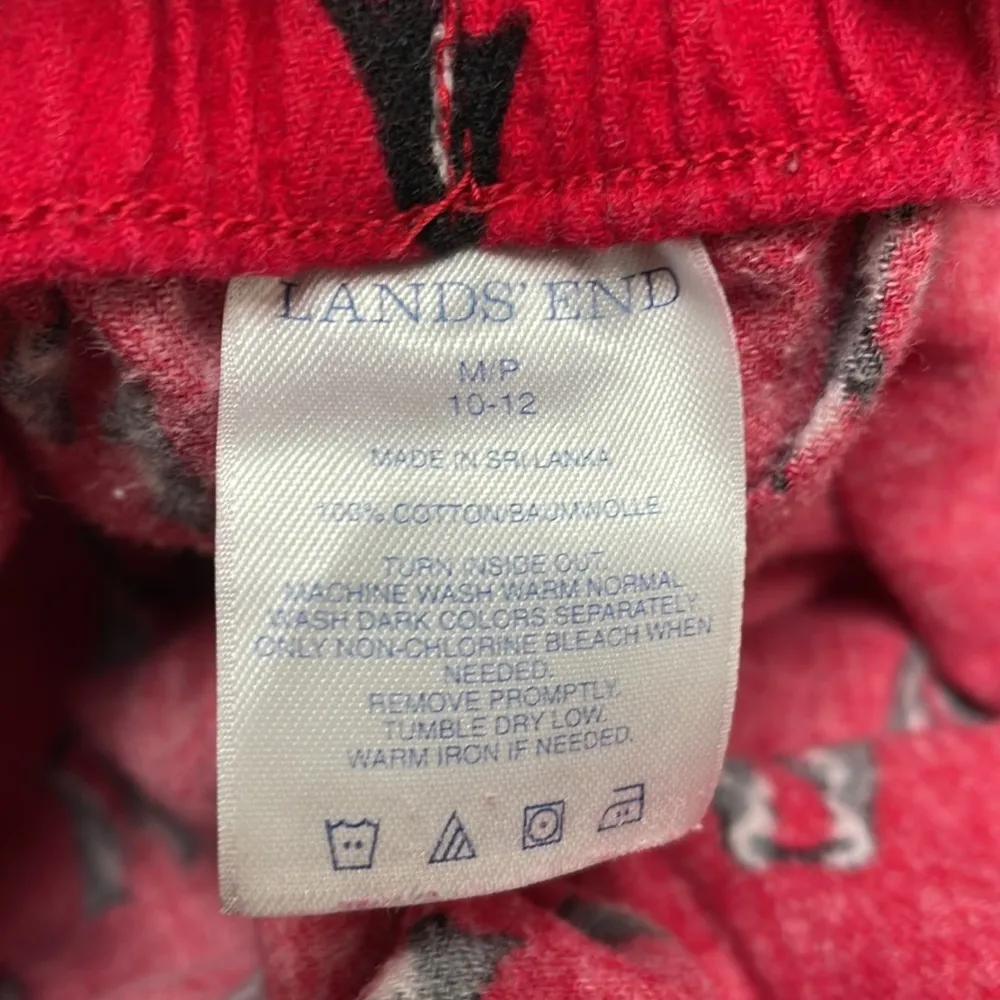 LANDS' END
M/P
10-12
MADE IN SRI LANKA
100% COTTON/BAUMWOLLE
TURN INSIDE OUT.
MACHINE WASH WARM NORMAL
WASH DARK COLORS SEPARATELY.
ONLY NON-CHLORINE BLEACH WHEN
NEEDED.
REMOVE PROMPTLY.
TUMBLE DRY LOW.
WARM IRON IF NEEDED.